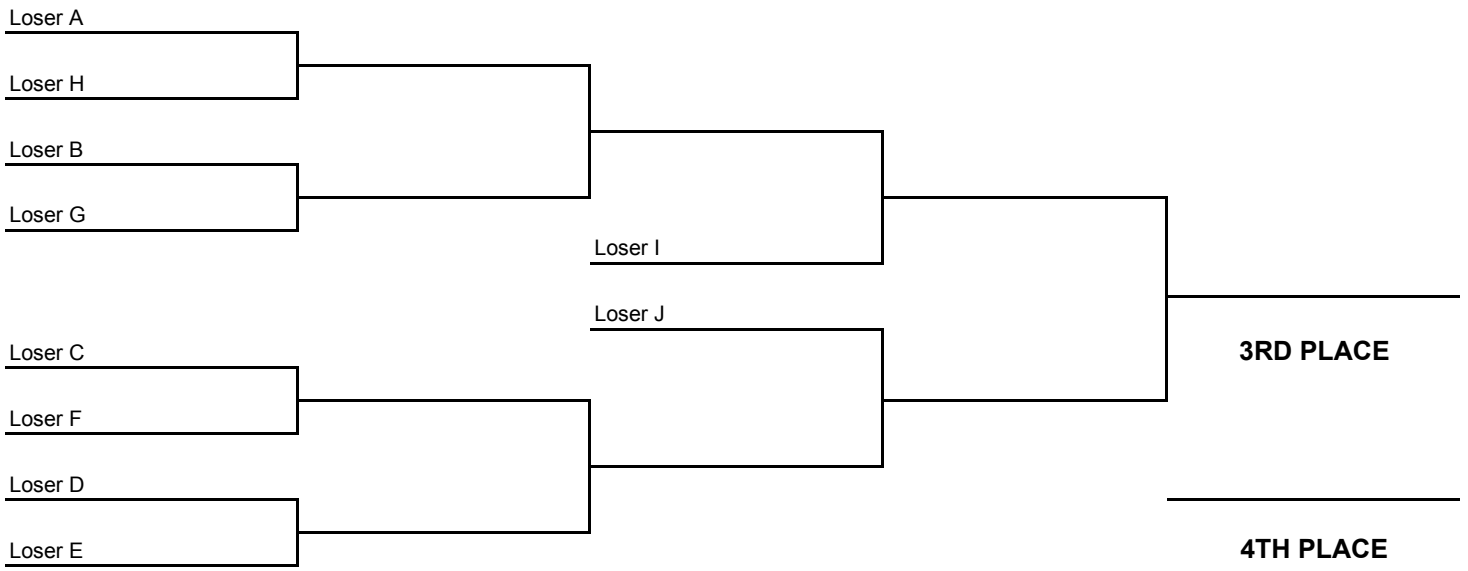 Loser A
Loser H
Loser B
Loser G
Loser I
Loser J
Loser C
3RD PLACE
Loser F
Loser D
Loser E
4TH PLACE